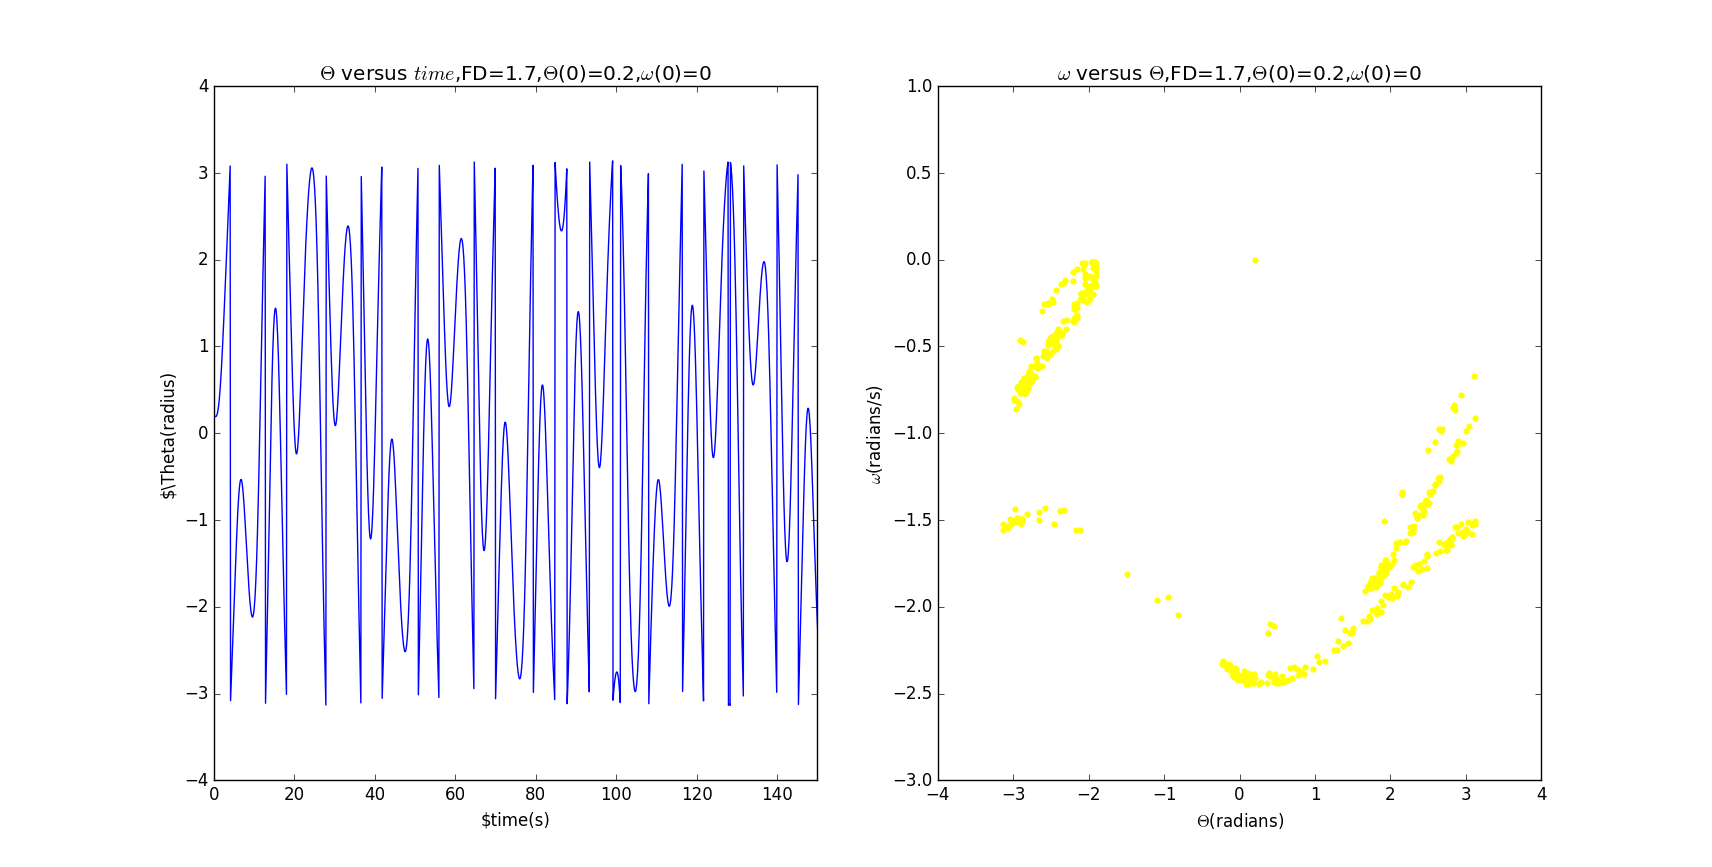 Θ versus time,FD=1.7,Θ(0)=0.2,ω(0)=0
4
3
2
1
0
−1
−2
−3
−4
$\Theta(radius)
0 20 40 60 80 100 120 140
$time(s)
ω versus Θ,FD=1.7,Θ(0)=0.2,ω(0)=0
1.0
0.5
0.0
−0.5
−1.0
−1.5
−2.0
−2.5
−3.0
ω(radians/s)
−4 −3 −2 −1 0 1 2 3 4
Θ(radians)